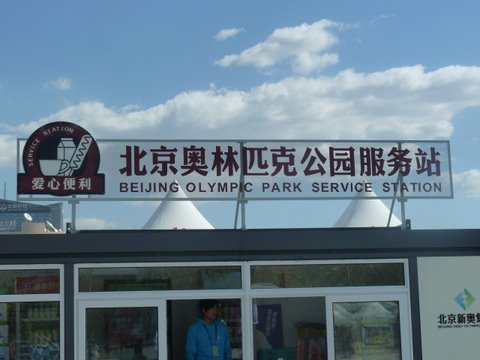 SERVICE STATION
爱心便利
北京奥林匹克公园服务站
BEIJING OLYMPIC PARK SERVICE STATION
北京新奥集